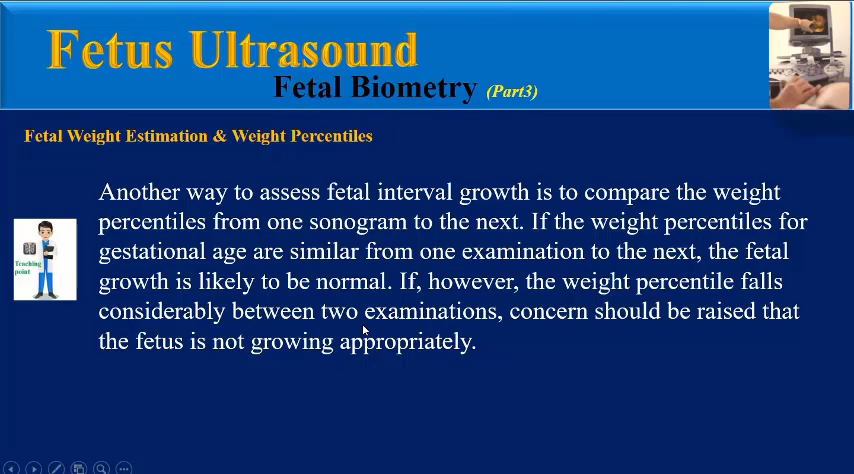 Fetus Ultrasound
Fetal Biometry (Part3)
Fetal Weight Estimation & Weight Percentiles
Another way to assess fetal interval growth is to compare the weight
percentiles from one sonogram to the next. If the weight percentiles for
gestational age are similar from one examination to the next, the fetal
growth is likely to be normal. If, however, the weight percentile falls
considerably between two examinations, concern should be raised that
the fetus is not growing appropriately.
Teaching
point